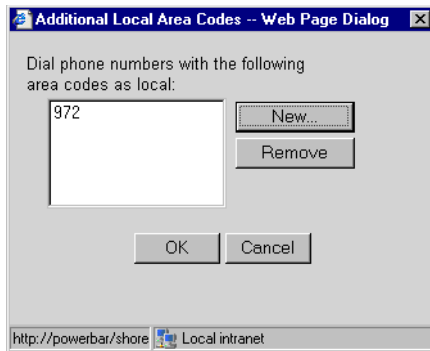 Additional Local Area Codes -- Web Page Dialog
Dial phone numbers with the following
area codes as local:
972
New...
Remove
OK Cancel
http://powerbar/shore Local intranet